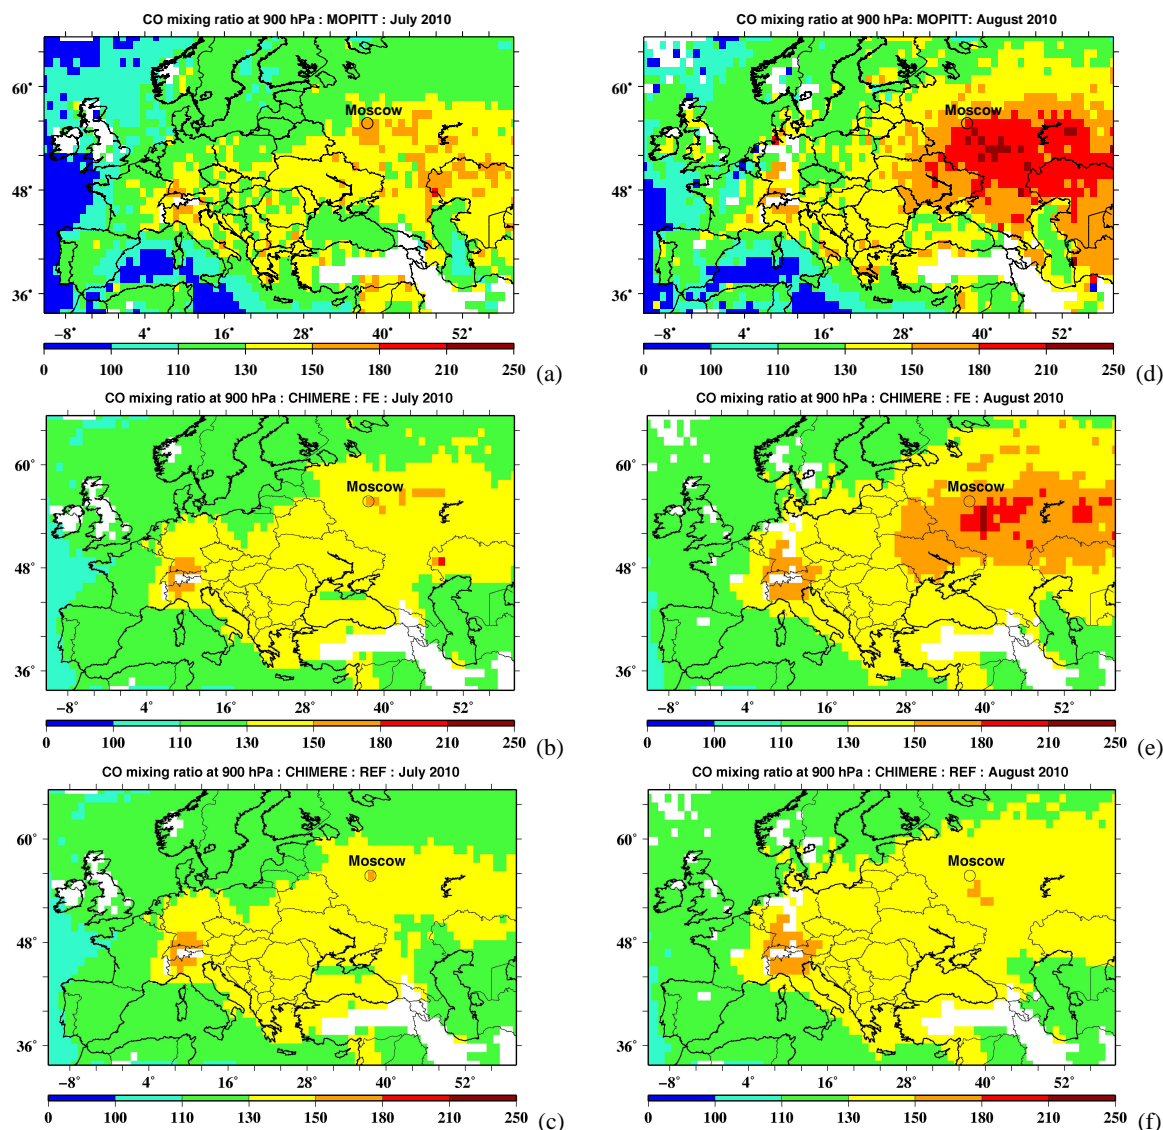 CO mixing ratio at 900 hPa : MOPITT : July 2010
60°
48°
36°
Moscow
−8° 4° 16° 28° 40° 52°
0 100 110 130 150 170 190 210 250
(a)
CO mixing ratio at 900 hPa: MOPITT: August 2010
60°
48°
36°
Moscow
−8° 4° 16° 28° 40° 52°
0 100 110 130 150 180 190 210 250
(d)
CO mixing ratio at 900 hPa : CHIMERE : FE : July 2010
60°
48°
36°
Moscow
−8° 4° 16° 28° 40° 52°
0 100 110 130 150 180 190 210 250
(b)
CO mixing ratio at 900 hPa : CHIMERE : FE : August 2010
60°
48°
36°
Moscow
−8° 4° 16° 28° 40° 52°
0 100 110 130 150 180 190 210 250
(e)
CO mixing ratio at 900 hPa : CHIMERE : REF : July 2010
60°
48°
36°
Moscow
−8° 4° 16° 28° 40° 52°
0 100 110 130 150 180 190 210 250
(c)
CO mixing ratio at 900 hPa : CHIMERE : REF : August 2010
60°
48°
36°
Moscow
−8° 4° 16° 28° 40° 52°
0 100 110 130 150 180 190 210 250
(f)